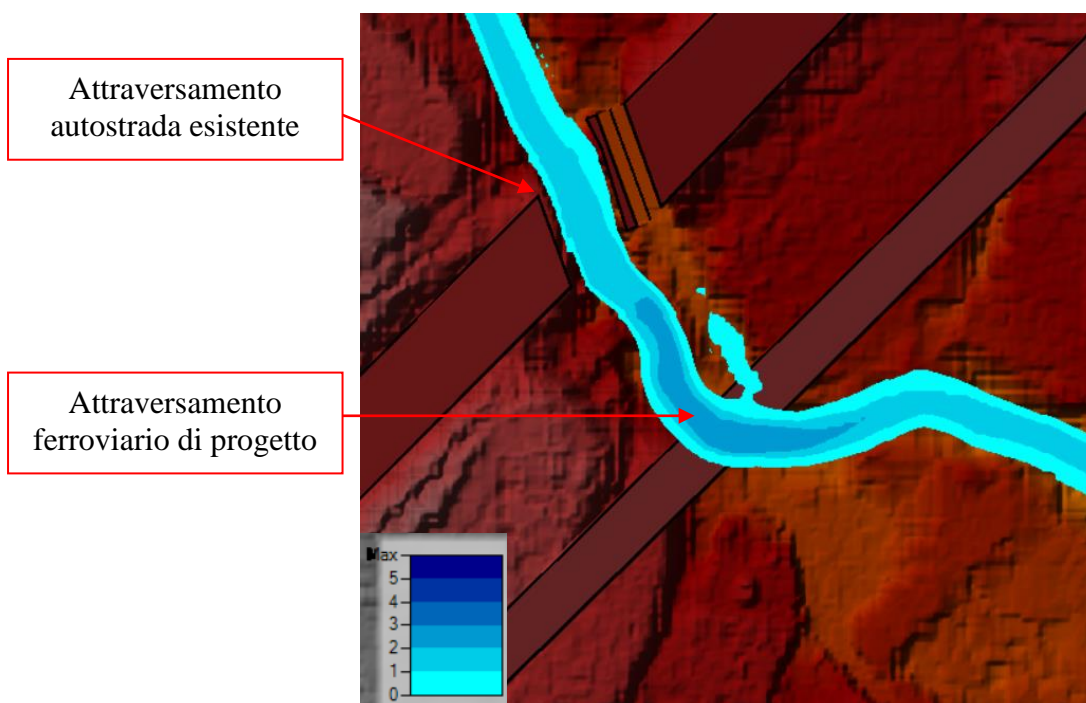 Attraversamento
autostrada esistente
Attraversamento
ferroviario di progetto
Max
5
4
3
2
1
0